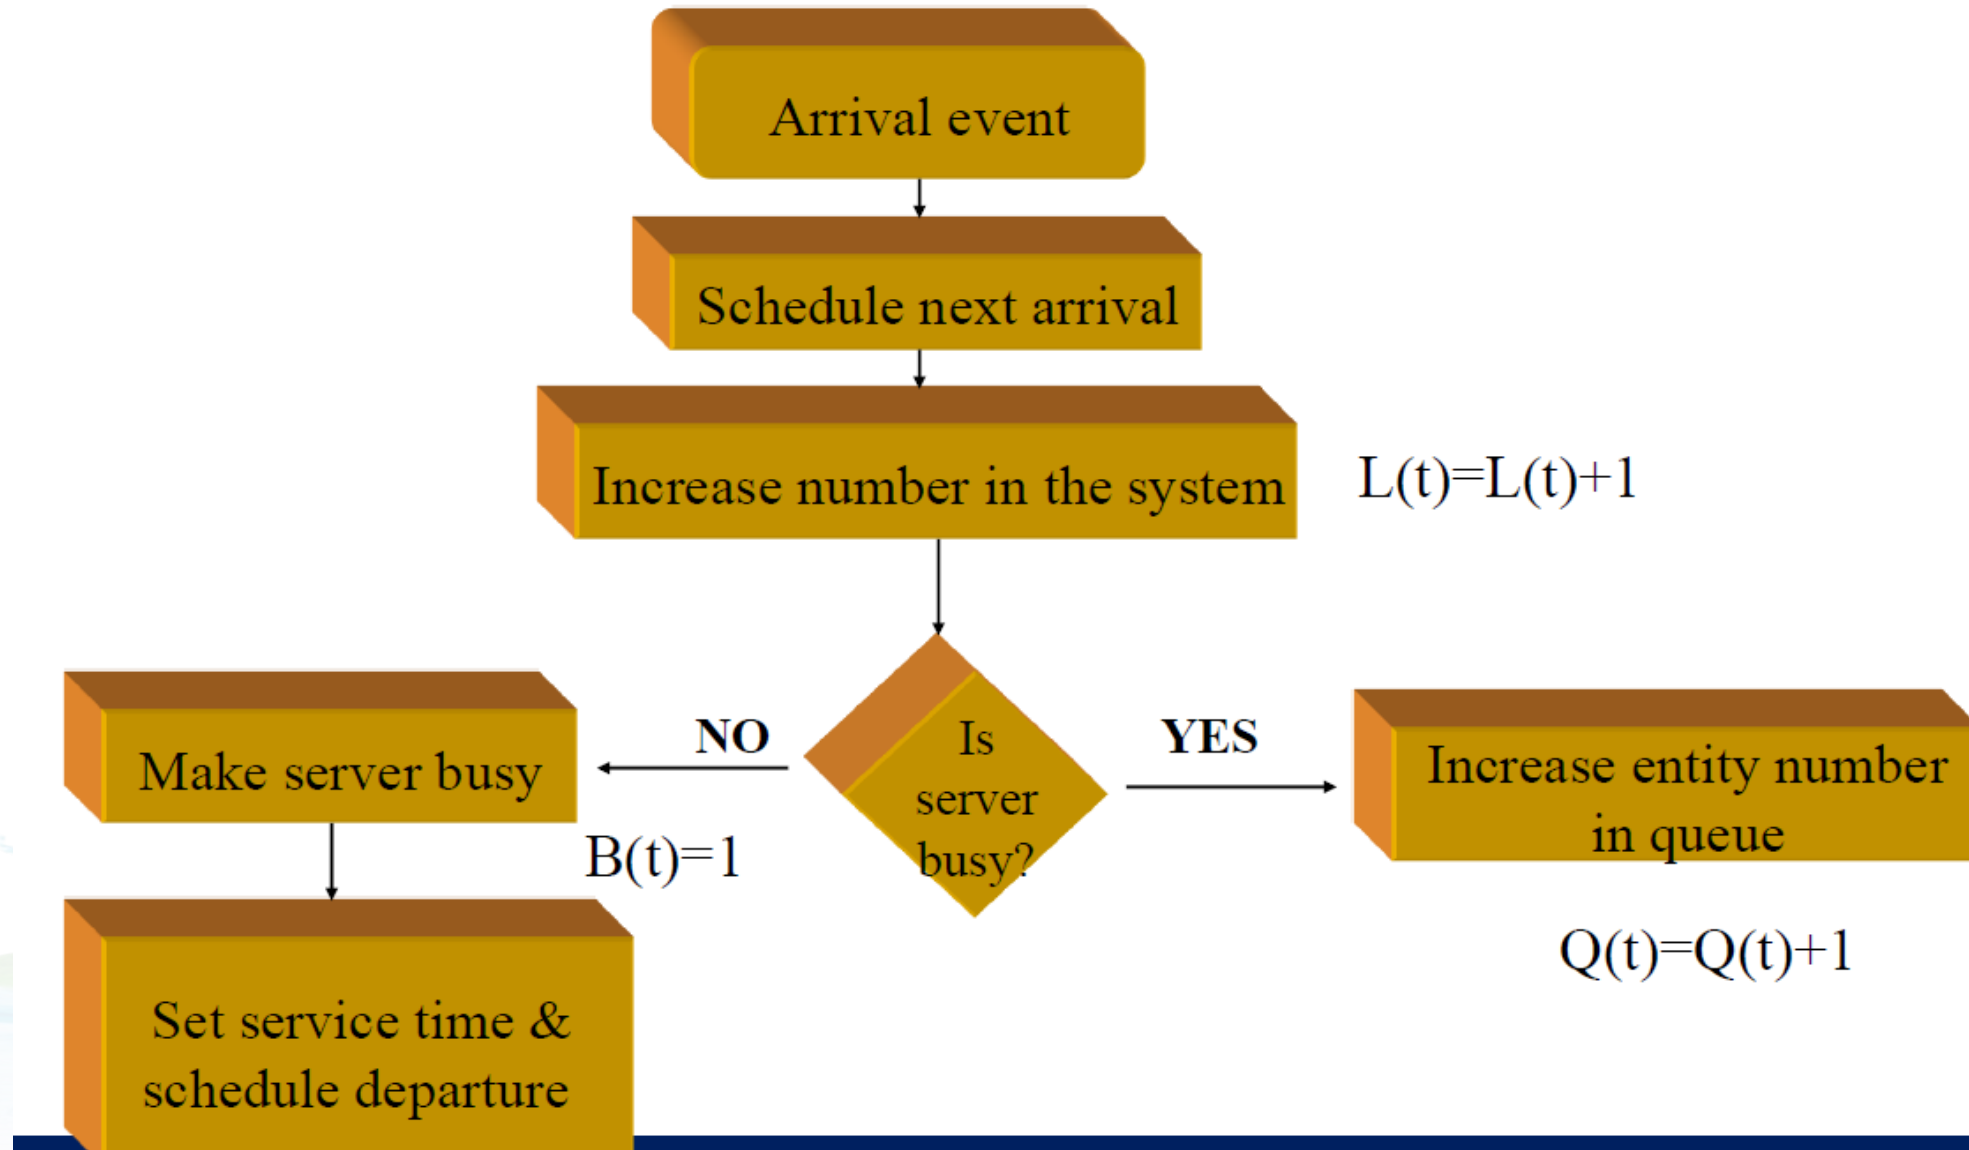 Arrival event
Schedule next arrival
Increase number in the system
L(t)=L(t)+1
Is
server
busy?
NO
YES
Make server busy
B(t)=1
Increase entity number
in queue
Q(t)=Q(t)+1
Set service time &
schedule departure